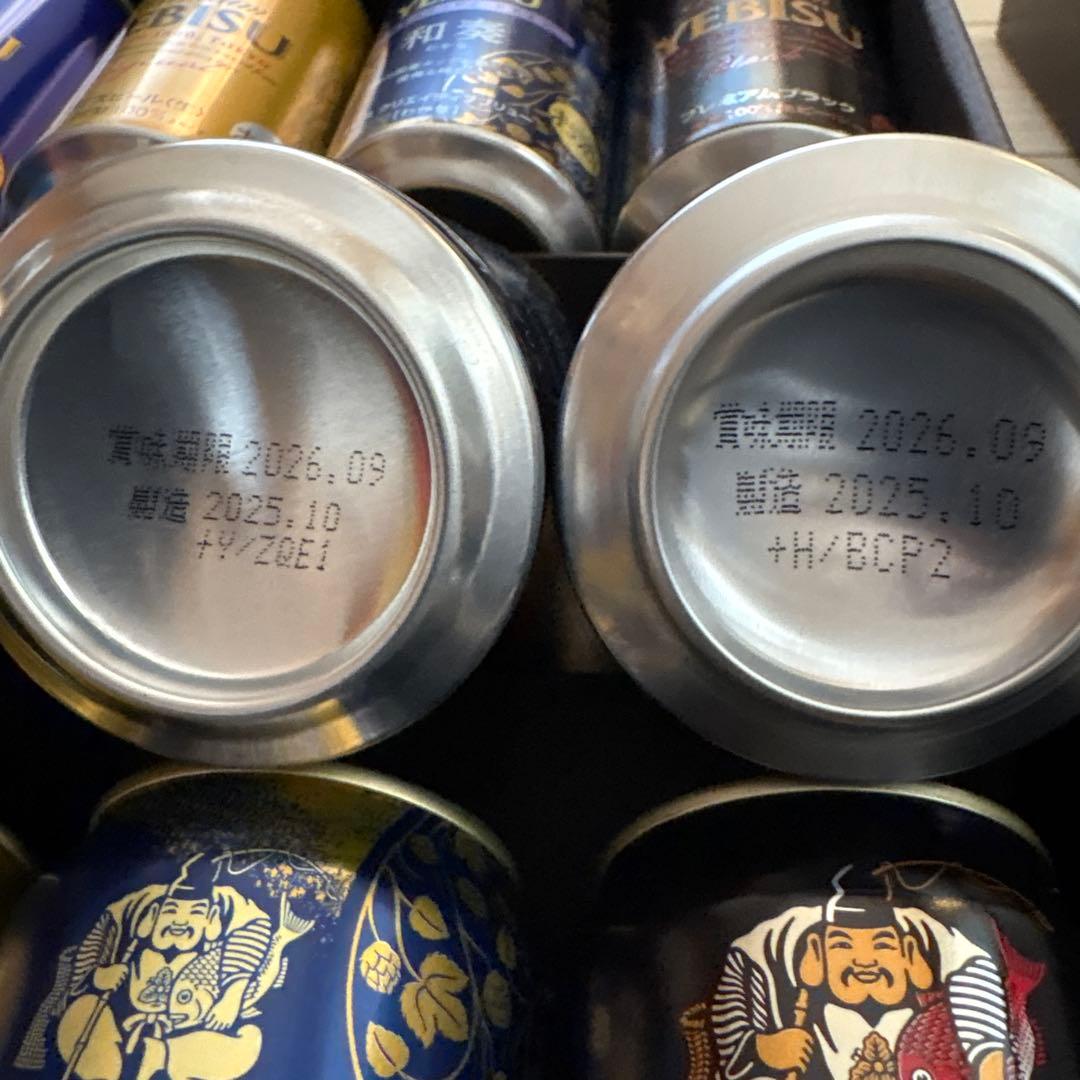 YEBISU
YEBISU
和奏
YEBISU
プレミアムブラック
賞味期限 2026.09
製造 2025.10
+Y/ZQE1
賞味期限 2026.09
製造 2025.10
+H/BCP2